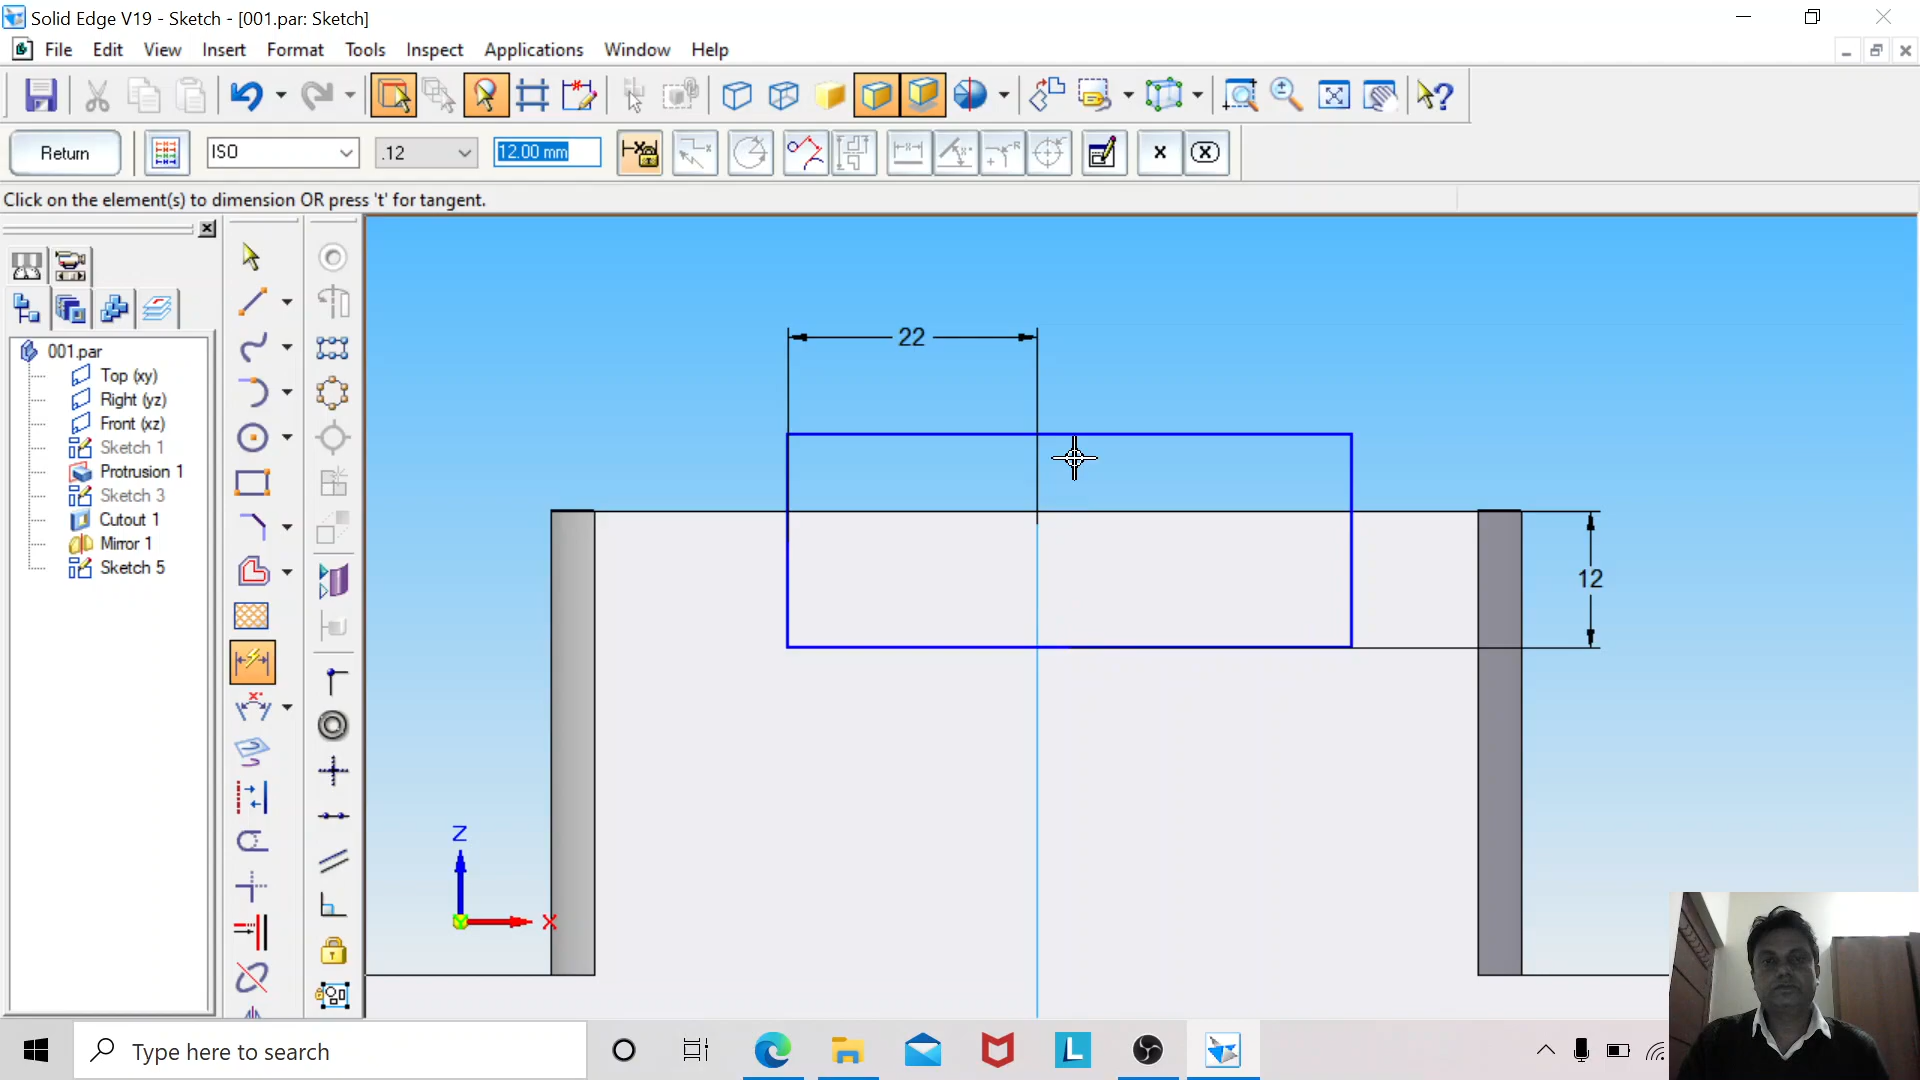 Solid Edge V19 - Sketch - [001.par: Sketch]
File Edit View Insert Format Tools Inspect Applications Window Help
Return ISO .12 12.00 mm
Click on the element(s) to dimension OR press 't' for tangent.
001.par
Top (xy)
Right (yz)
Front (xz)
Sketch 1
Protrusion 1
Sketch 3
Cutout 1
Mirror 1
Sketch 5
22
12
Z
X
Type here to search